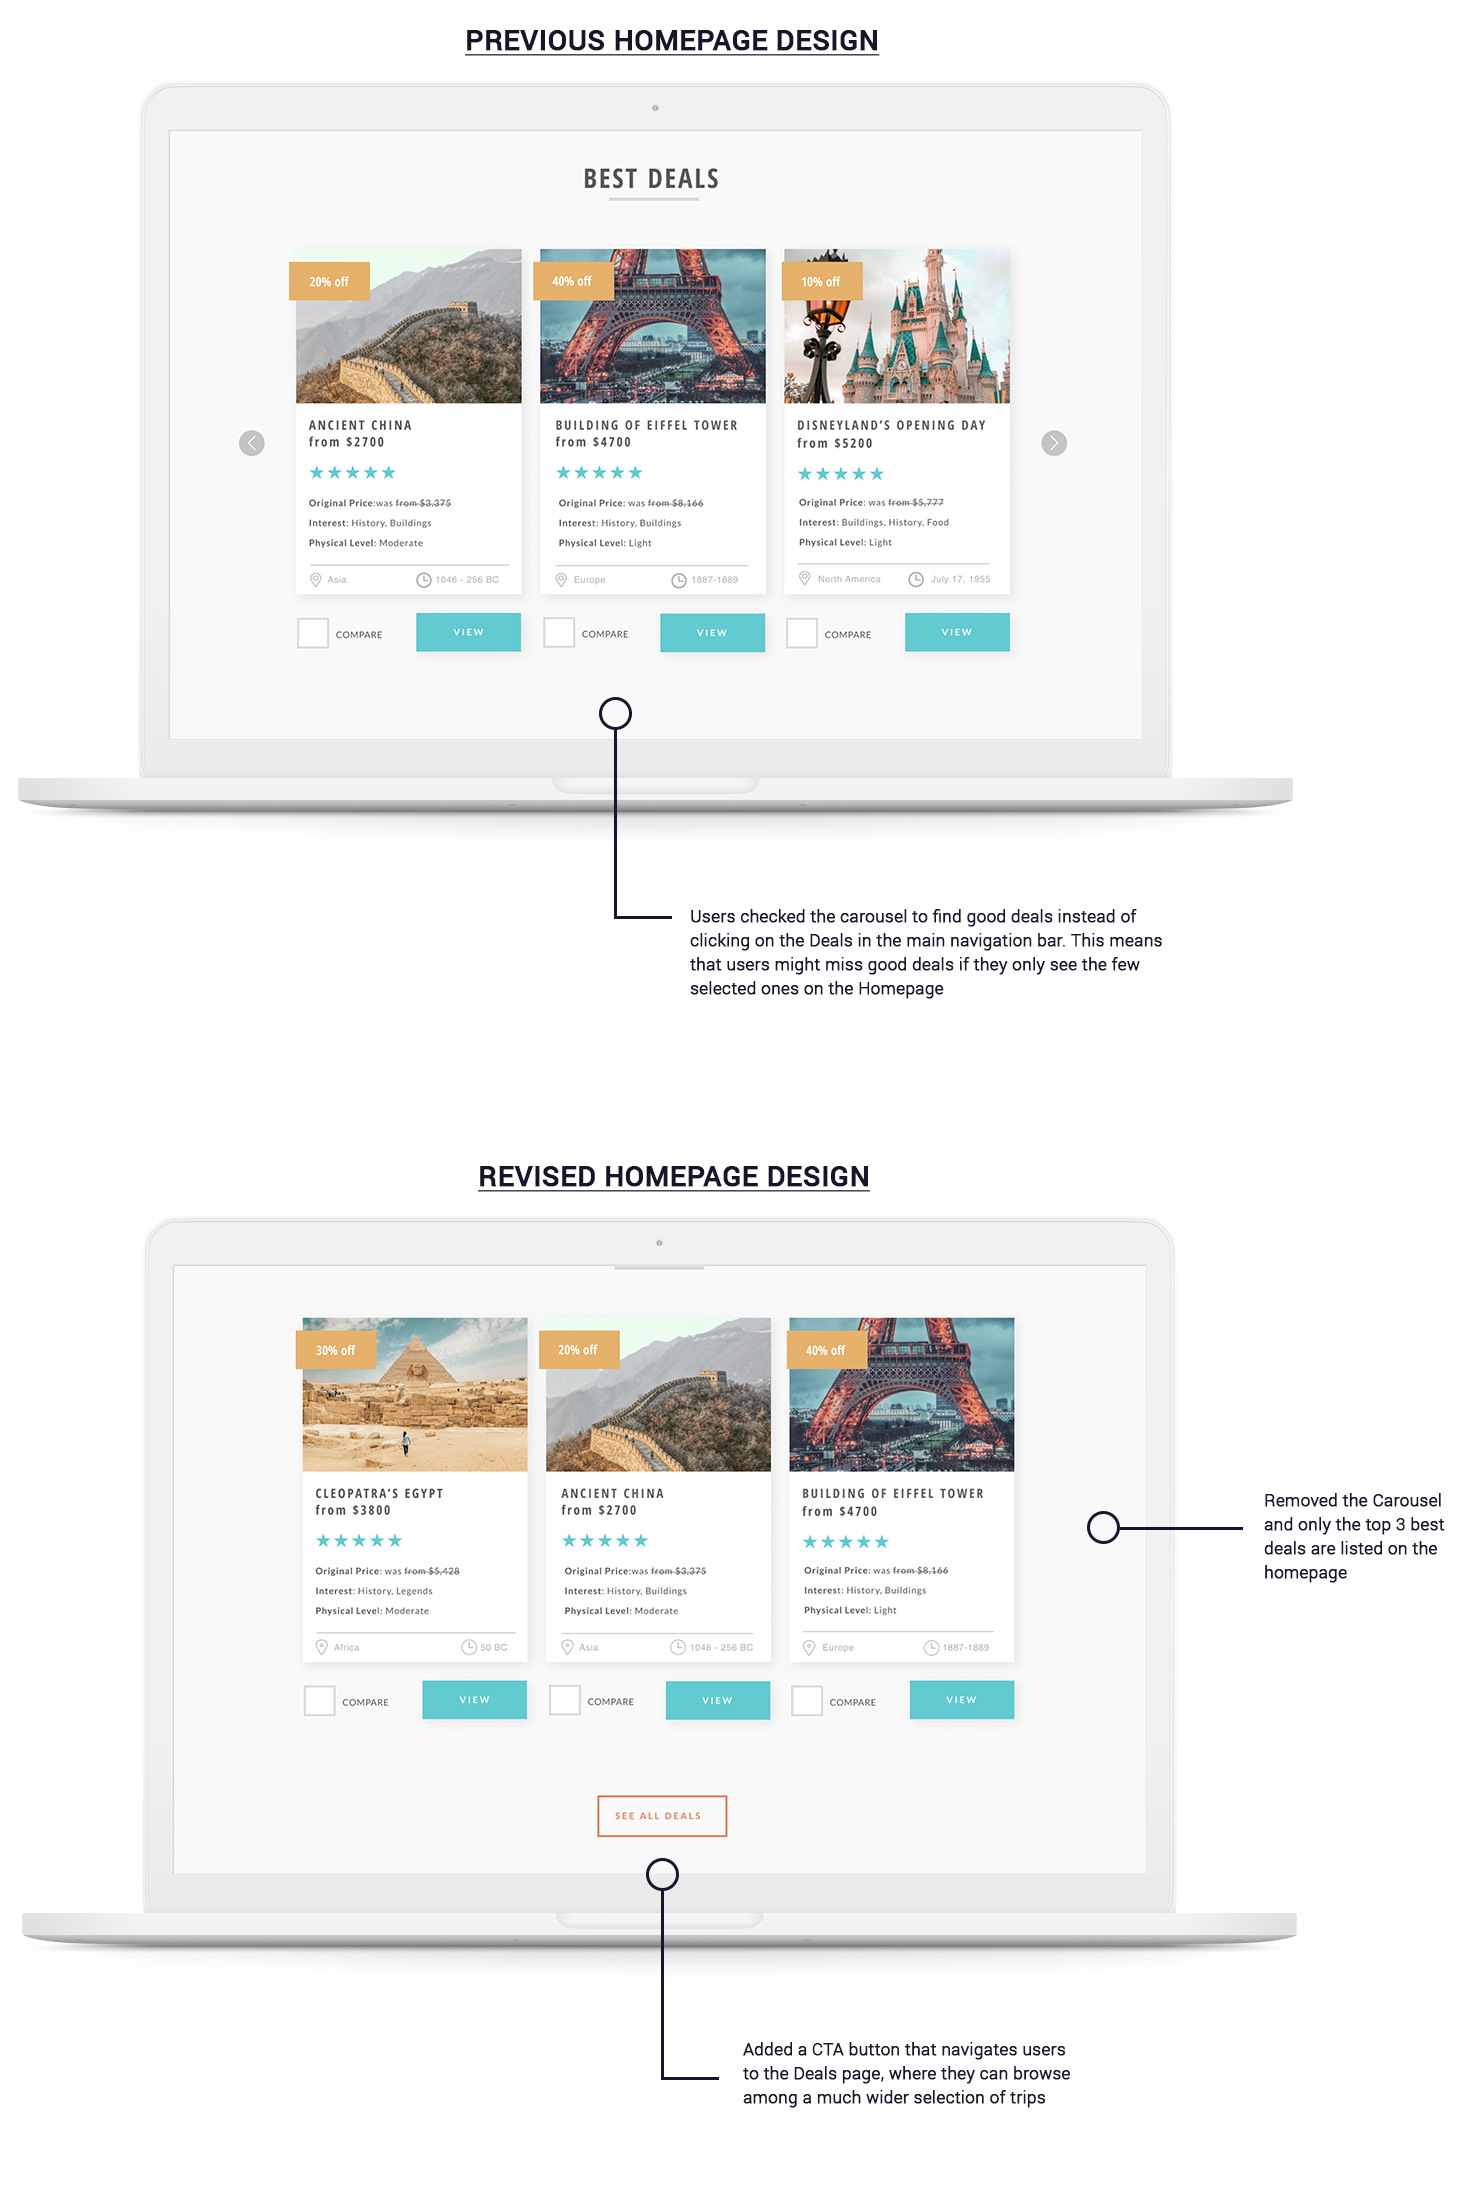 PREVIOUS HOMEPAGE DESIGN
BEST DEALS
20% off
40% off
10% off
ANCIENT CHINA
from $2700
Original Price:was from $3,375
Interest: History, Buildings
Physical Level: Moderate
Asia
1046 - 256 BC
BUILDING OF EIFFEL TOWER
from $4700
Original Price: was from $8,166
Interest: History, Buildings
Physical Level: Light
Europe
1887-1889
DISNEYLAND'S OPENING DAY
from $5200
Original Price: was from $5,777
Interest: Buildings, History, Food
Physical Level: Light
North America
July 17, 1955
COMPARE
VIEW
COMPARE
VIEW
COMPARE
VIEW
Users checked the carousel to find good deals instead of
clicking on the Deals in the main navigation bar. This means
that users might miss good deals if they only see the few
selected ones on the Homepage
REVISED HOMEPAGE DESIGN
30% off
20% off
40% off
CLEOPATRA'S EGYPT
from $3800
Original Price: was from $5,428
Interest: History, Legends
Physical Level: Moderate
Africa
50 BC
ANCIENT CHINA
from $2700
Original Price:was from $3,375
Interest: History, Buildings
Physical Level: Moderate
Asia
1046 - 256 BC
BUILDING OF EIFFEL TOWER
from $4700
Original Price: was from $8,166
Interest: History, Buildings
Physical Level: Light
Europe
1887-1889
COMPARE
VIEW
COMPARE
VIEW
COMPARE
VIEW
Removed the Carousel
and only the top 3 best
deals are listed on the
homepage
SEE ALL DEALS
Added a CTA button that navigates users
to the Deals page, where they can browse
among a much wider selection of trips